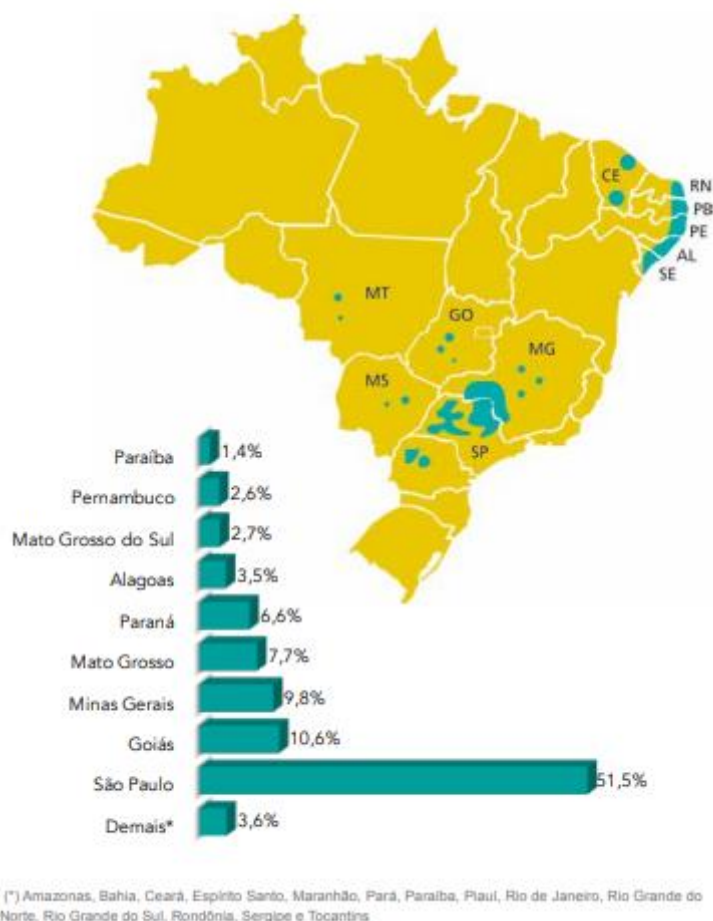 CE
RN
PB
PE
AL
SE
MT
GO
MG
MS
SP
Paraíba 1,4%
Pernambuco 2,6%
Mato Grosso do Sul 2,7%
Alagoas 3,5%
Paraná 6,6%
Mato Grosso 7,7%
Minas Gerais 9,8%
Goiás 10,6%
São Paulo 51,5%
Demais* 3,6%
(*) Amazonas, Bahia, Ceará, Espírito Santo, Maranhão, Pará, Paraíba, Piauí, Rio de Janeiro, Rio Grande do
Norte, Rio Grande do Sul, Rondônia, Sergipe e Tocantins